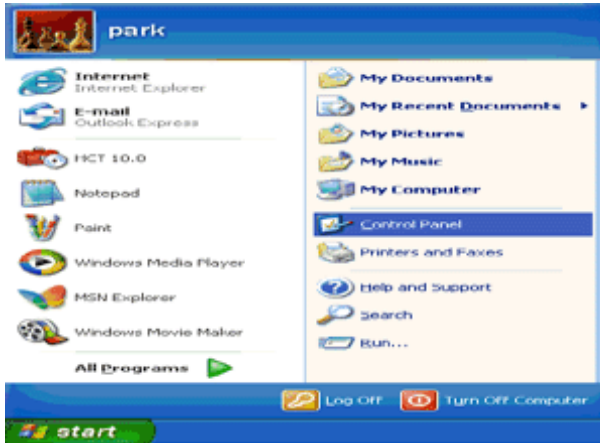 park
Internet
Internet Explorer
E-mail
Outlook Express
HCT 10.0
Notepad
Paint
Windows Media Player
MSN Explorer
Windows Movie Maker
All Programs
My Documents
My Recent Documents
My Pictures
My Music
My Computer
Control Panel
Printers and Faxes
Help and Support
Search
Run...
Log Off
Turn Off Computer
start